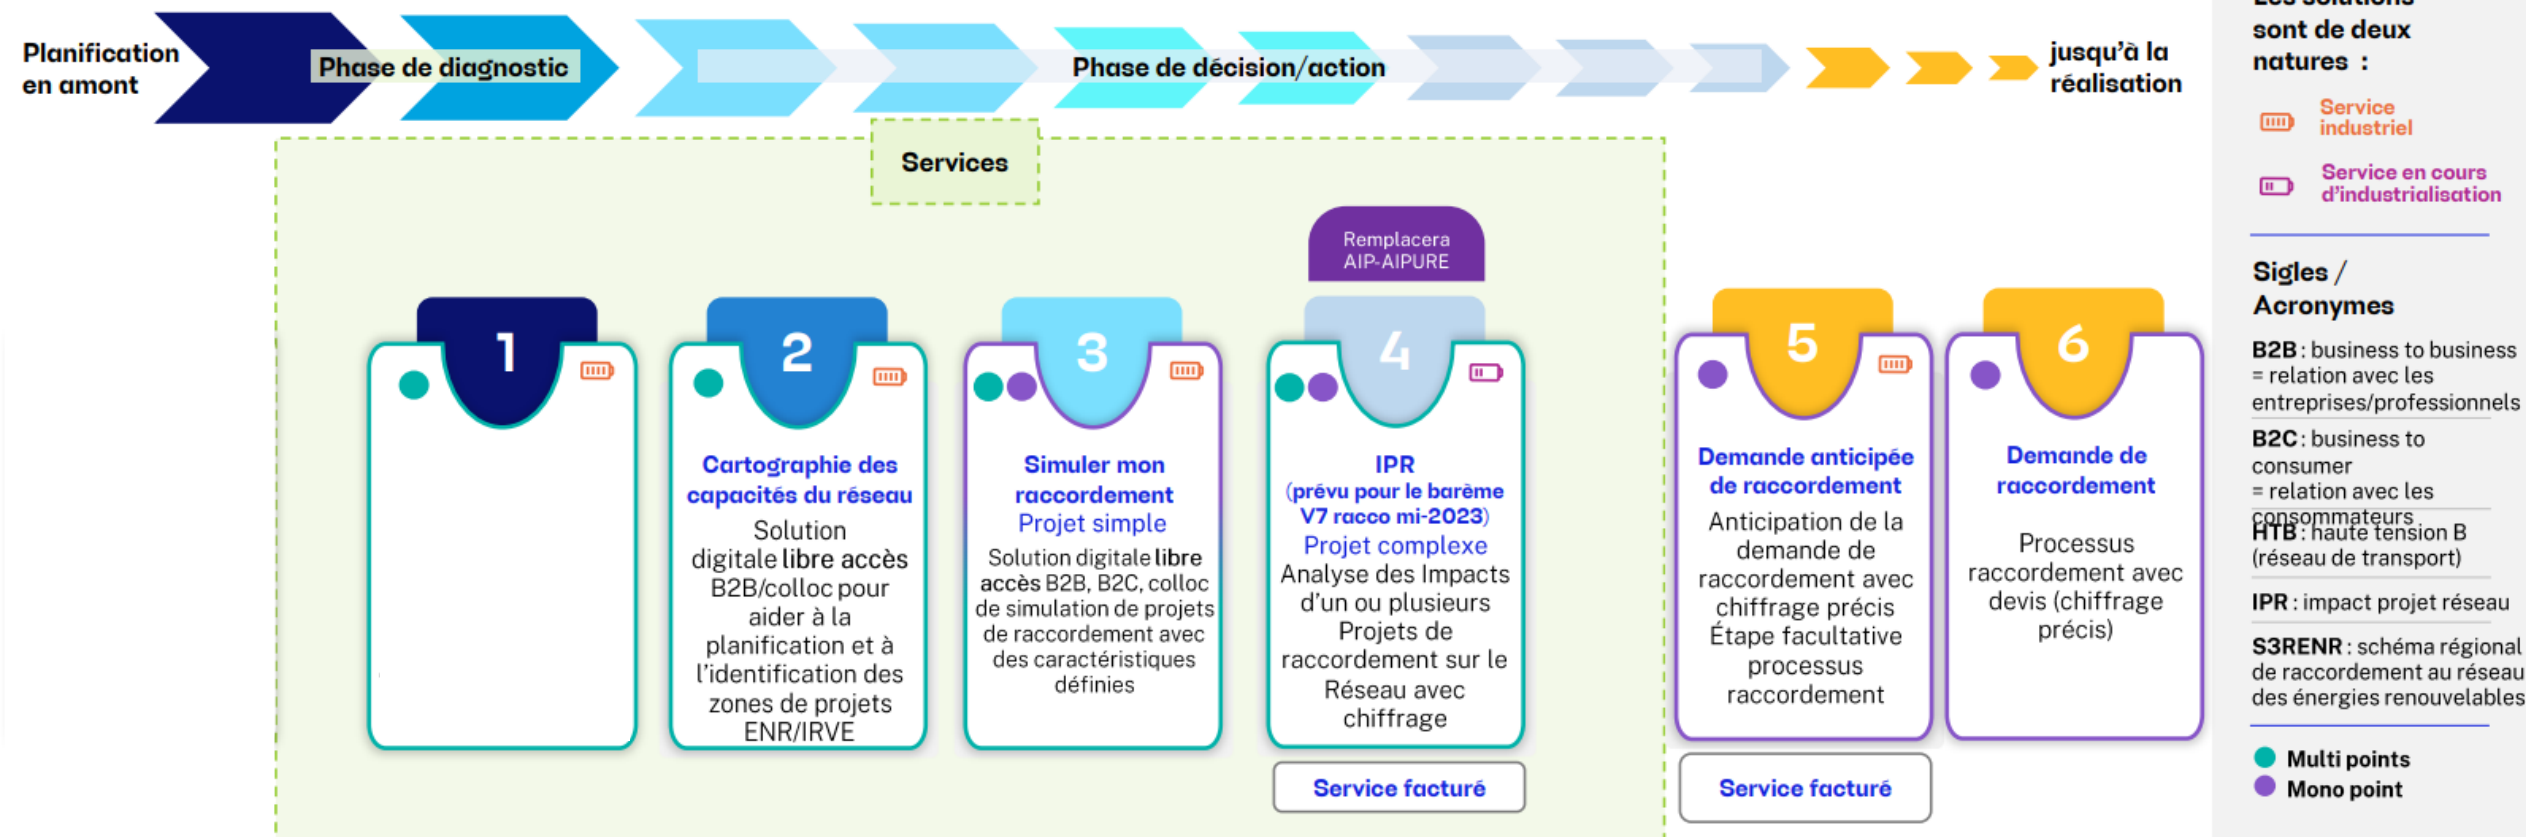 Planification
en amont
Phase de diagnostic
Phase de décision/action
jusqu'à la
réalisation
Services
Remplacera
AIP-AIPURE
1
2
Cartographie des
capacités du réseau
Solution
digitale libre accès
B2B/colloc pour
aider à la
planification et à
l'identification des
zones de projets
ENR/IRVE
3
Simuler mon
raccordement
Projet simple
Solution digitale libre
accès B2B, B2C, colloc
de simulation de projets
de raccordement avec
des caractéristiques
définies
4
IPR
(prévu pour le barème
V7 racco mi-2023)
Projet complexe
Analyse des Impacts
d'un ou plusieurs
Projets de
raccordement sur le
Réseau avec
chiffrage
Service facturé
5
Demande anticipée
de raccordement
Anticipation de la
demande de
raccordement avec
chiffrage précis
Étape facultative
processus
raccordement
Service facturé
6
Demande de
raccordement
Processus
raccordement avec
devis (chiffrage
précis)
Les solutions
sont de deux
natures :
Service
industriel
Service en cours
d'industrialisation
Sigles /
Acronymes
B2B : business to business
= relation avec les
entreprises/professionnels
B2C : business to
consumer
= relation avec les
consommateurs
HTB : haute tension B
(réseau de transport)
IPR : impact projet réseau
S3RENR : schéma régional
de raccordement au réseau
des énergies renouvelables
Multi points
Mono point